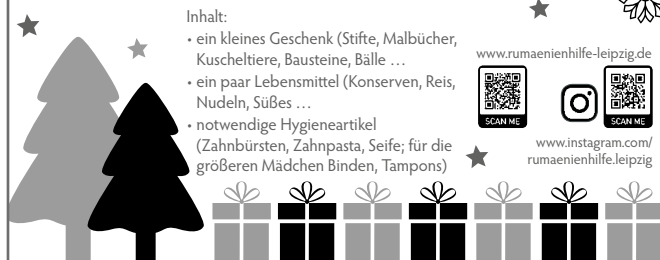 Inhalt:
• ein kleines Geschenk (Stifte, Malbücher,
Kuscheltiere, Bausteine, Bälle …
• ein paar Lebensmittel (Konserven, Reis,
Nudeln, Süßes …
• notwendige Hygieneartikel
(Zahnbürsten, Zahnpasta, Seife; für die
größeren Mädchen Binden, Tampons)
www.rumaenienhilfe-leipzig.de
SCAN ME
SCAN ME
www.instagram.com/
rumaenienhilfe.leipzig